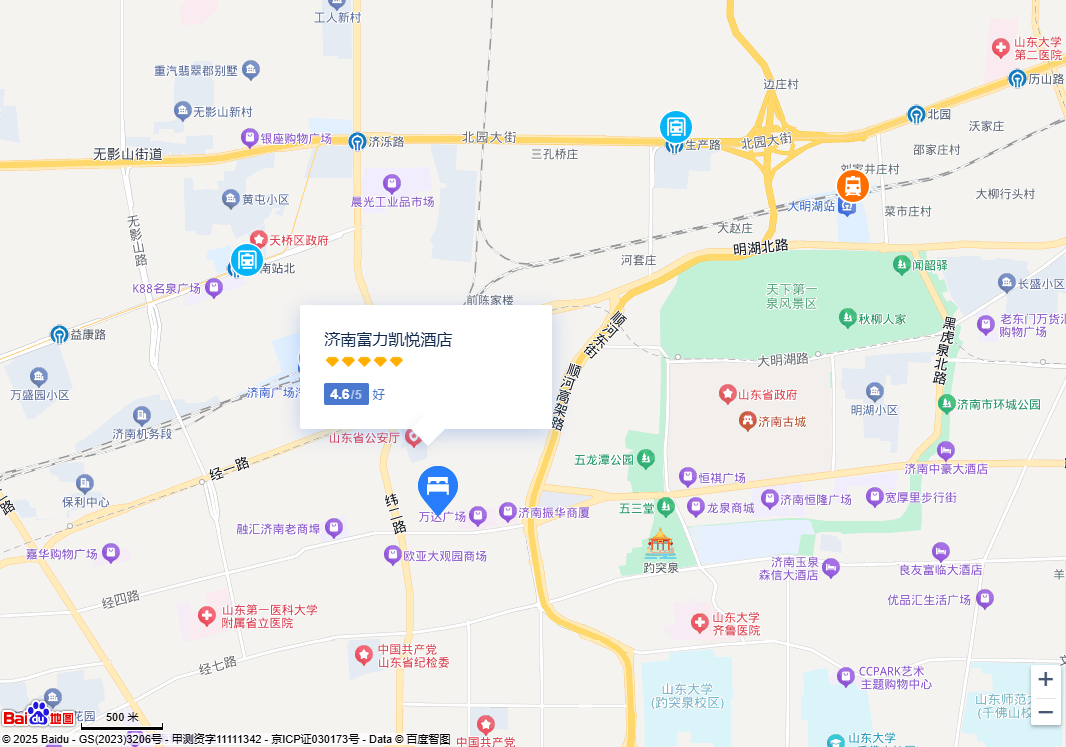 工人新村
山东大学
第二医院
重汽翡翠郡别墅
历山路
边庄村
无影山新村
北园
沃家庄
银座购物广场
济泺路
北园大街
生产路
北园大街
无影山街道
三孔桥庄
邵家庄村
刘家井庄村
黄屯小区
晨光工业品市场
大明湖站
菜市庄村
大柳行头村
无影山路
天桥区政府
大赵庄
明湖北路
南站北
河套庄
闻韶驿
K88名泉广场
天下第一
泉风景区
长盛小区
前陈家楼
益康路
顺河东街
秋柳人家
黑虎泉北路
老东门万货汇
购物广场
济南富力凯悦酒店
大明湖路
顺河高架路
4.6/5 好
万盛园小区
济南广场汽
山东省政府
明湖小区
济南市环城公园
济南机务段
山东省公安厅
济南古城
五龙潭公园
经一路
济南中豪大酒店
保利中心
恒祺广场
纬二路
二路
万达广场
济南振华商厦
五三堂
龙泉商城
济南恒隆广场
宽厚里步行街
融汇济南老商埠
嘉华购物广场
欧亚大观园商场
趵突泉
济南玉泉
森信大酒店
良友富临大酒店
羊
经四路
优品汇生活广场
山东第一医科大学
附属省立医院
山东大学
齐鲁医院
中国共产党
山东省纪检委
经七路
CCPARK艺术
主题购物中心
山东大学
(趵突泉校区)
山东师范大
(千佛山校
Baidu地图
花园
500 米
© 2025 Baidu - GS(2023)3206号 - 甲测资字11111342 - 京ICP证030173号 - Data © 百度智图
中国共产党
山东大学